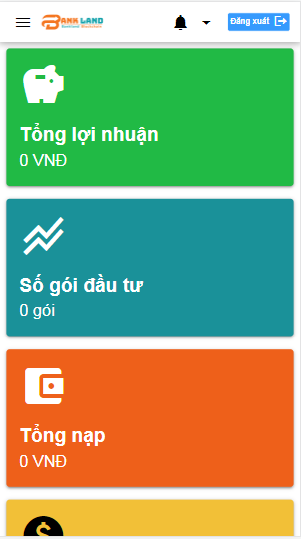 BANK LAND
Đăng xuất
Tổng lợi nhuận
0 VNĐ
Số gói đầu tư
0 gói
Tổng nạp
0 VNĐ